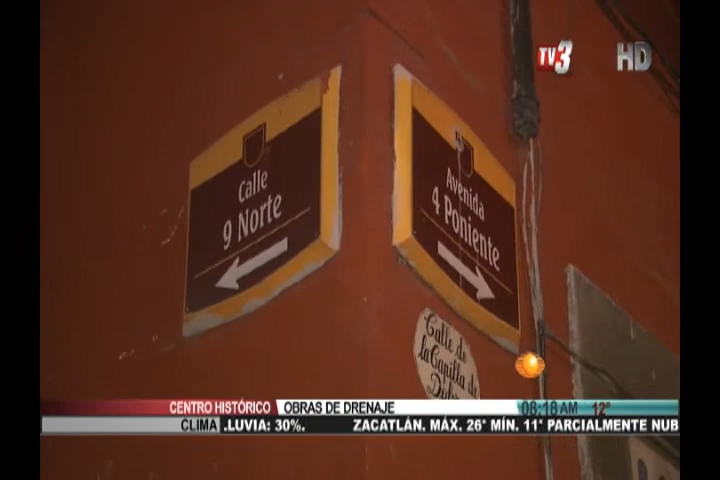 TV3
HD
Calle
9 Norte
Avenida
4 Poniente
Calle de
la Capilla de
CENTRO HISTÓRICO OBRAS DE DRENAJE 08:18 AM 12°
CLIMA .LUVIA: 30%. ZACATLÁN. MÁX. 26° MÍN. 11° PARCIALMENTE NUB